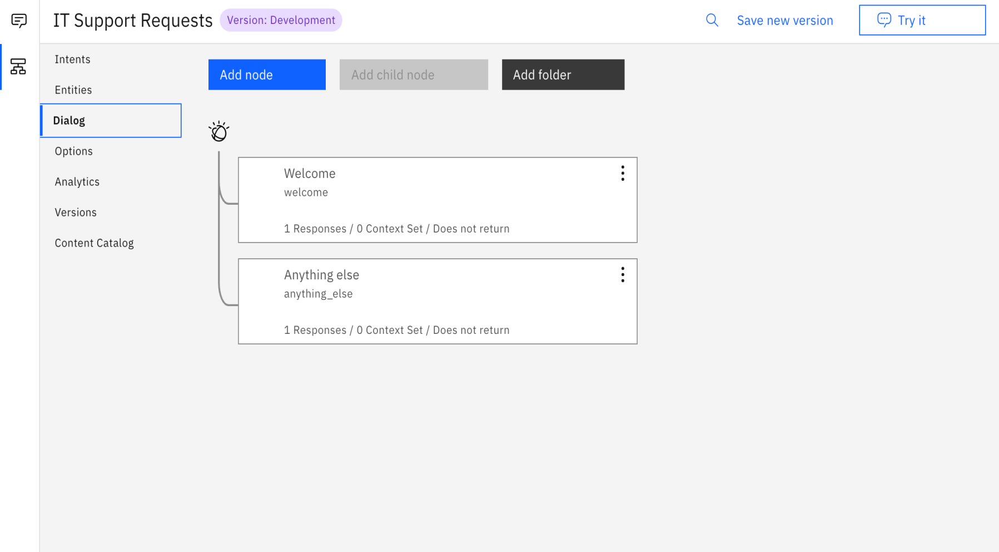 IT Support Requests
Version: Development
Save new version
Try it
Intents
Entities
Dialog
Options
Analytics
Versions
Content Catalog
Add node
Add child node
Add folder
Welcome
welcome
1 Responses / 0 Context Set / Does not return
Anything else
anything_else
1 Responses / 0 Context Set / Does not return